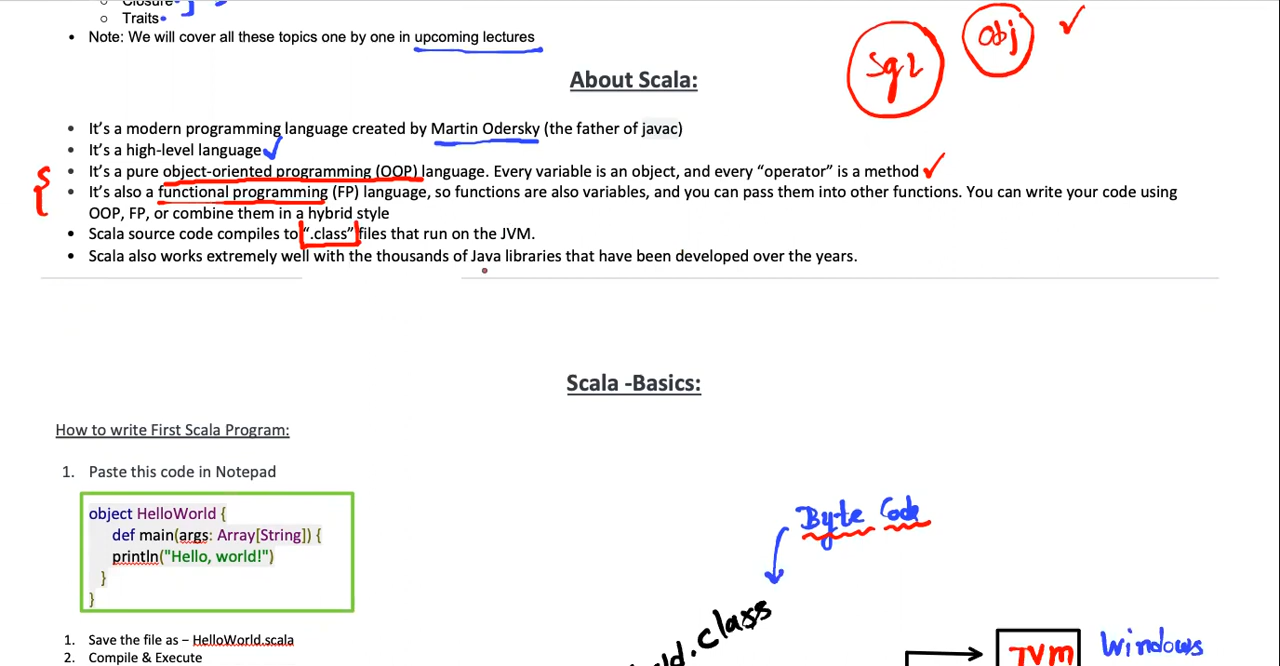 Closure
Traits
Note: We will cover all these topics one by one in upcoming lectures
Sq2
Obj
About Scala:
It's a modern programming language created by Martin Odersky (the father of javac)
It's a high-level language
It's a pure object-oriented programming (OOP) language. Every variable is an object, and every “operator” is a method
It's also a functional programming (FP) language, so functions are also variables, and you can pass them into other functions. You can write your code using
OOP, FP, or combine them in a hybrid style
Scala source code compiles to “.class” files that run on the JVM.
Scala also works extremely well with the thousands of Java libraries that have been developed over the years.
Scala -Basics:
How to write First Scala Program:
1. Paste this code in Notepad
object HelloWorld {
def main(args: Array[String]) {
println("Hello, world!")
}
}
Byte Code
.class
1. Save the file as – HelloWorld.scala
2. Compile & Execute
JVM
Windows